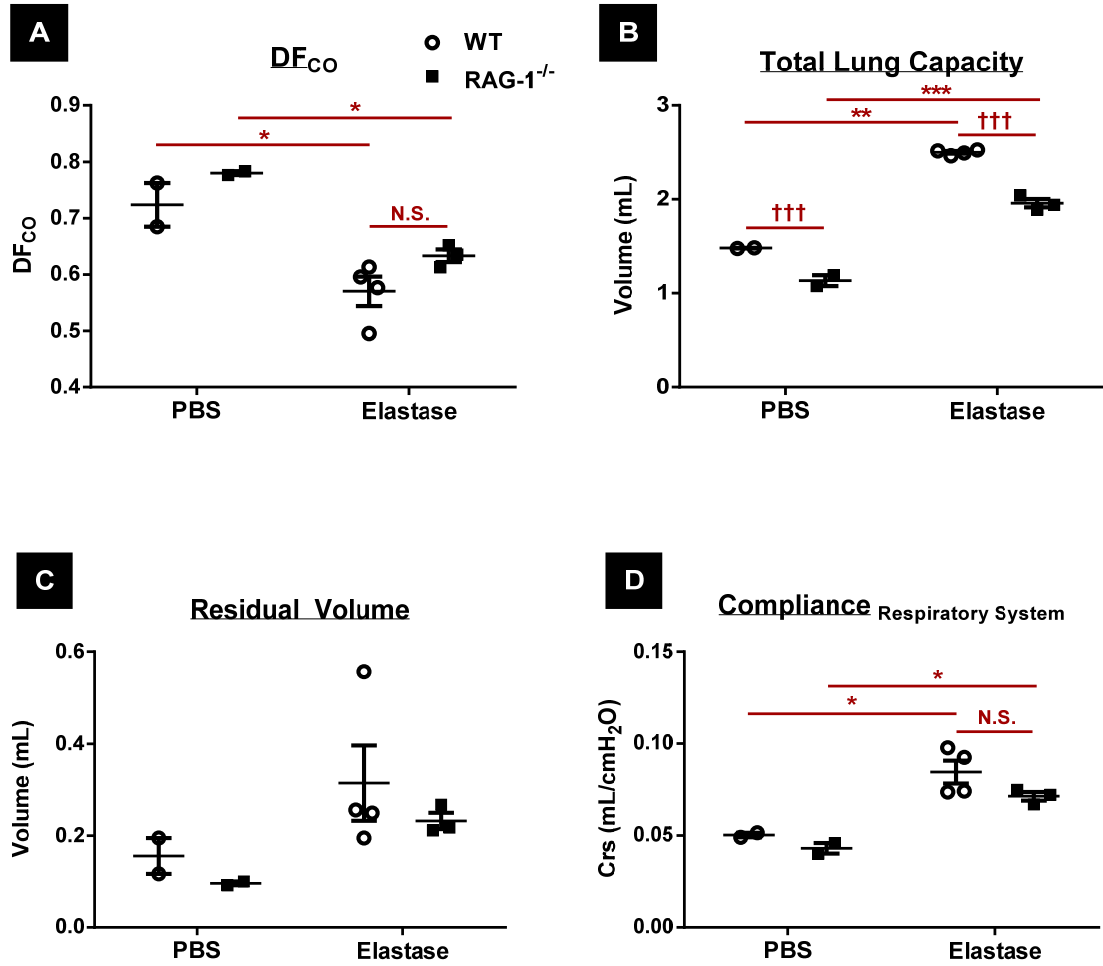 A
DFCO
WT
RAG-1-/-
0.9
0.8
0.7
0.6
0.5
0.4
DFCO
*
*
N.S.
PBS
Elastase
B
Total Lung Capacity
3
2
1
0
Volume (mL)
***
**
†††
†††
PBS
Elastase
C
Residual Volume
0.6
0.4
0.2
0.0
Volume (mL)
PBS
Elastase
D
Compliance Respiratory System
0.15
0.10
0.05
0.00
Crs (mL/cmH2O)
*
*
N.S.
PBS
Elastase